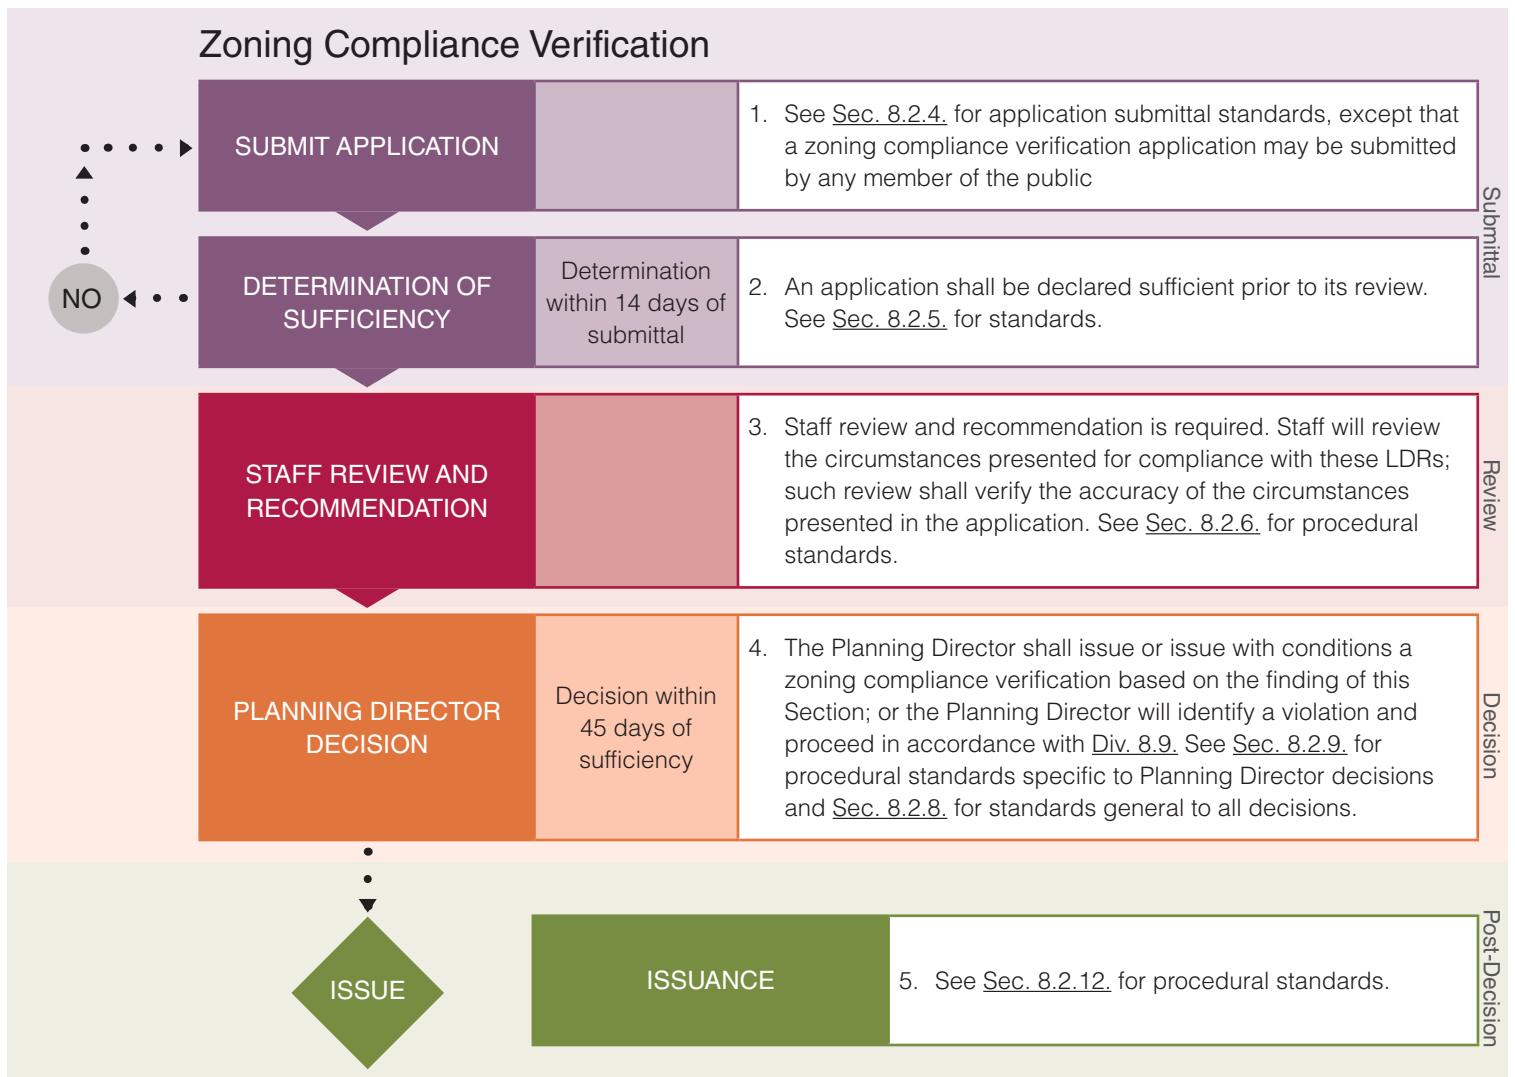 Zoning Compliance Verification
SUBMIT APPLICATION
1. See Sec. 8.2.4. for application submittal standards, except that
a zoning compliance verification application may be submitted
by any member of the public
Submittal
NO
DETERMINATION OF
SUFFICIENCY
Determination
within 14 days of
submittal
2. An application shall be declared sufficient prior to its review.
See Sec. 8.2.5. for standards.
STAFF REVIEW AND
RECOMMENDATION
3. Staff review and recommendation is required. Staff will review
the circumstances presented for compliance with these LDRs;
such review shall verify the accuracy of the circumstances
presented in the application. See Sec. 8.2.6. for procedural
standards.
Review
PLANNING DIRECTOR
DECISION
Decision within
45 days of
sufficiency
4. The Planning Director shall issue or issue with conditions a
zoning compliance verification based on the finding of this
Section; or the Planning Director will identify a violation and
proceed in accordance with Div. 8.9. See Sec. 8.2.9. for
procedural standards specific to Planning Director decisions
and Sec. 8.2.8. for standards general to all decisions.
Decision
ISSUE
ISSUANCE
5. See Sec. 8.2.12. for procedural standards.
Post-Decision